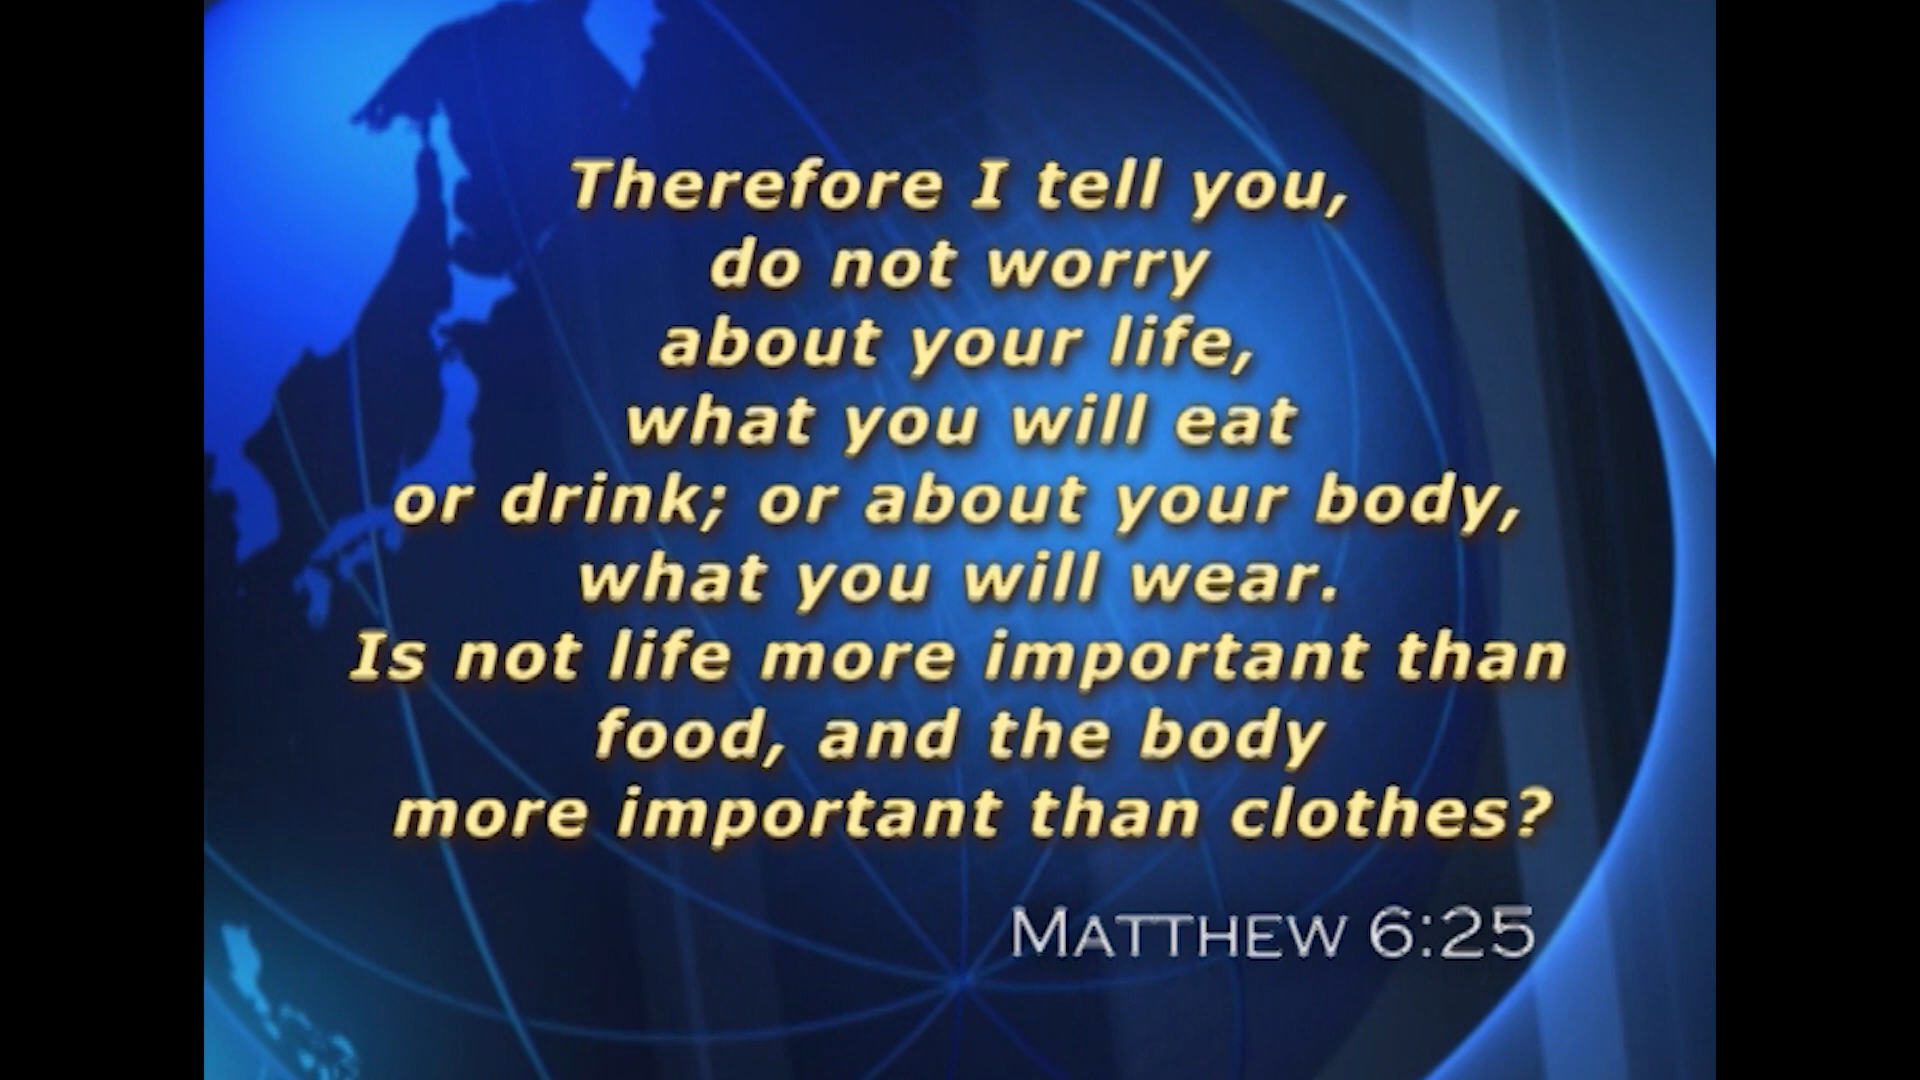 Therefore I tell you,
do not worry
about your life,
what you will eat
or drink; or about your body,
what you will wear.
Is not life more important than
food, and the body
more important than clothes?
MATTHEW 6:25